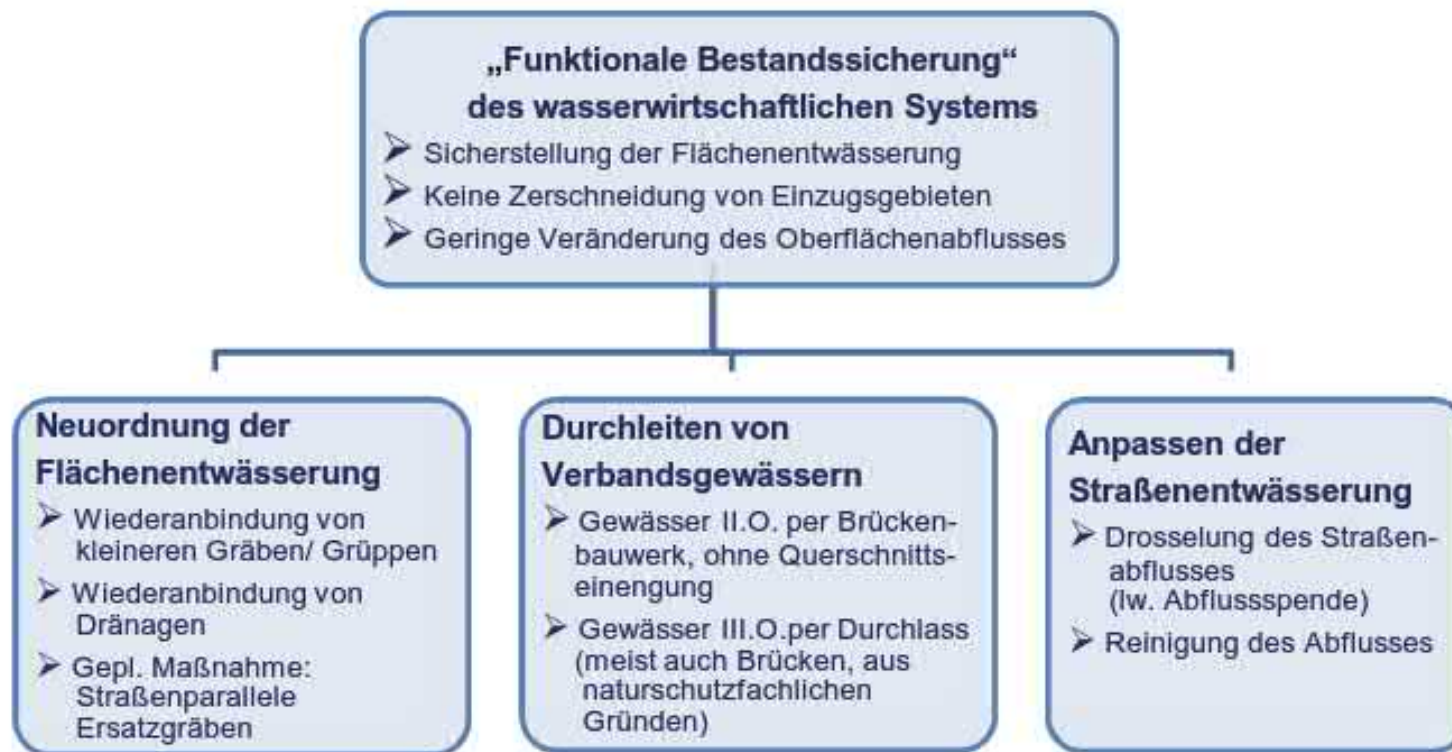 „Funktionale Bestandssicherung“
des wasserwirtschaftlichen Systems
➢ Sicherstellung der Flächenentwässerung
➢ Keine Zerschneidung von Einzugsgebieten
➢ Geringe Veränderung des Oberflächenabflusses
Neuordnung der
Flächenentwässerung
➢ Wiederanbindung von
kleineren Gräben/ Grüppen
➢ Wiederanbindung von
Dränagen
➢ Gepl. Maßnahme:
Straßenparallele
Ersatzgräben
Durchleiten von
Verbandsgewässern
➢ Gewässer II.O. per Brücken-
bauwerk, ohne Querschnitts-
einengung
➢ Gewässer III.O.per Durchlass
(meist auch Brücken, aus
naturschutzfachlichen
Gründen)
Anpassen der
Straßenentwässerung
➢ Drosselung des Straßen-
abflusses
(lw. Abflussspende)
➢ Reinigung des Abflusses